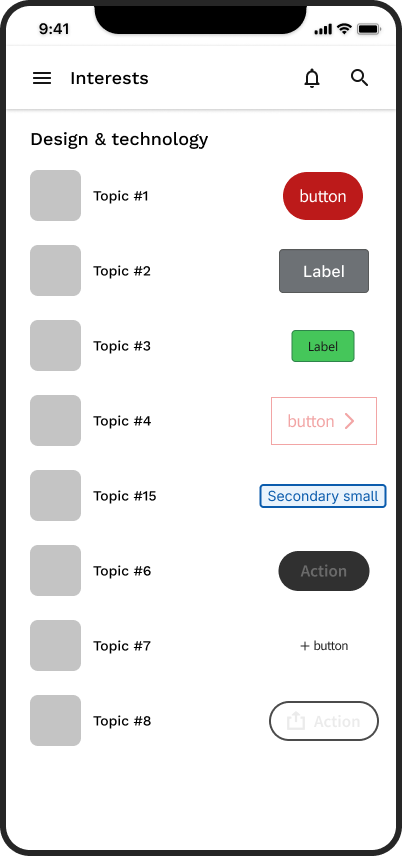 9:41
Interests
Design & technology
Topic #1
button
Topic #2
Label
Topic #3
Label
Topic #4
button
Topic #15
Secondary small
Topic #6
Action
Topic #7
+ button
Topic #8
Action